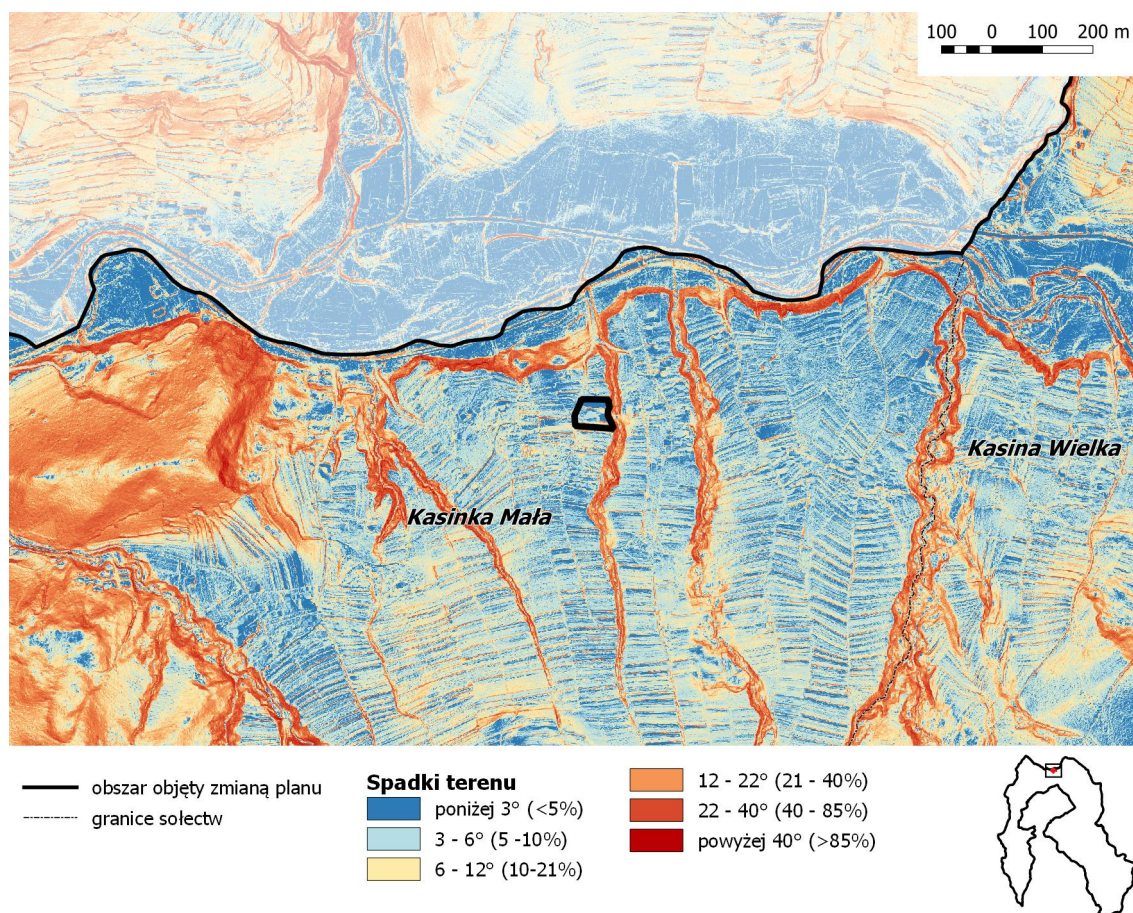 100 0 100 200 m
Kasina Wielka
Kasinka Mała
obszar objęty zmianą planu
granice sołectw
Spadki terenu
poniżej 3° (<5%)
3 - 6° (5 -10%)
6 - 12° (10-21%)
12 - 22° (21 - 40%)
22 - 40° (40 - 85%)
powyżej 40° (>85%)